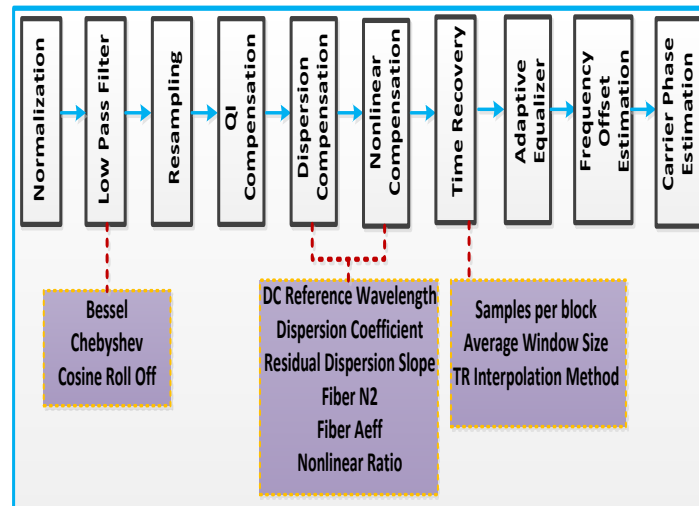 Normalization
Low Pass Filter
Resampling
QI
Compensation
Dispersion
Compensation
Nonlinear
Compensation
Time Recovery
Adaptive
Equalizer
Frequency
Offset
Estimation
Carrier Phase
Estimation
Bessel
Chebyshev
Cosine Roll Off
DC Reference Wavelength
Dispersion Coefficient
Residual Dispersion Slope
Fiber N2
Fiber Aeff
Nonlinear Ratio
Samples per block
Average Window Size
TR Interpolation Method